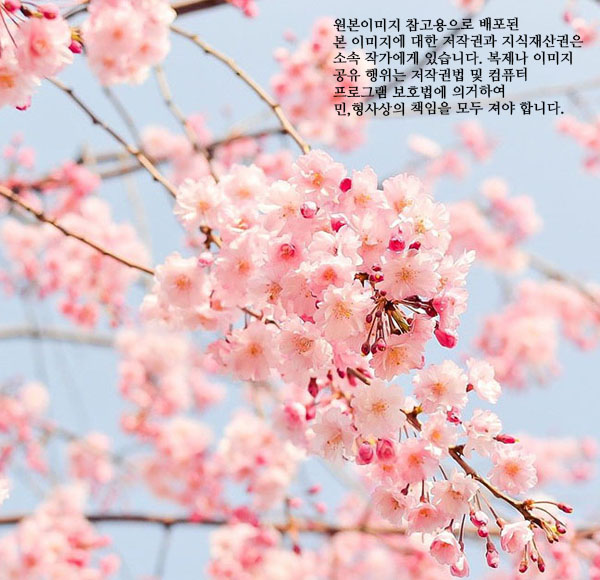 원본이미지 참고용으로 배포된
본 이미지에 대한 저작권과 지식재산권은
소속 작가에게 있습니다. 복제나 이미지
공유 행위는 저작권법 및 컴퓨터
프로그램 보호법에 의거하여
민,형사상의 책임을 모두 져야 합니다.